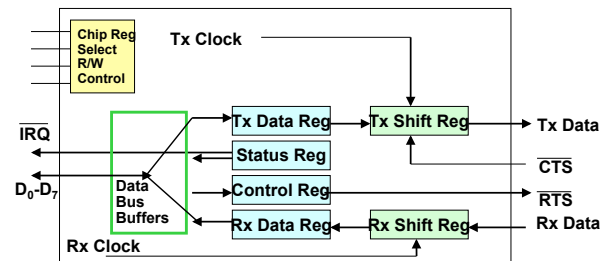 Chip Reg
Select
R/W
Control
Tx Clock
Tx Data Reg
Tx Shift Reg
Tx Data
IRQ
Status Reg
CTS
D0-D7
Data
Bus
Buffers
Control Reg
RTS
Rx Data Reg
Rx Shift Reg
Rx Data
Rx Clock